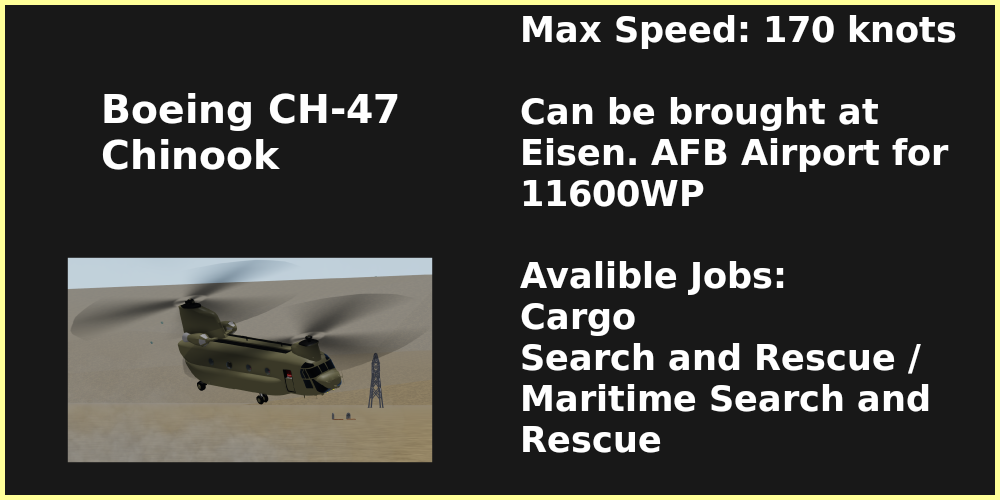 Boeing CH-47
Chinook
Max Speed: 170 knots
Can be brought at
Eisen. AFB Airport for
11600WP
Avalible Jobs:
Cargo
Search and Rescue /
Maritime Search and
Rescue